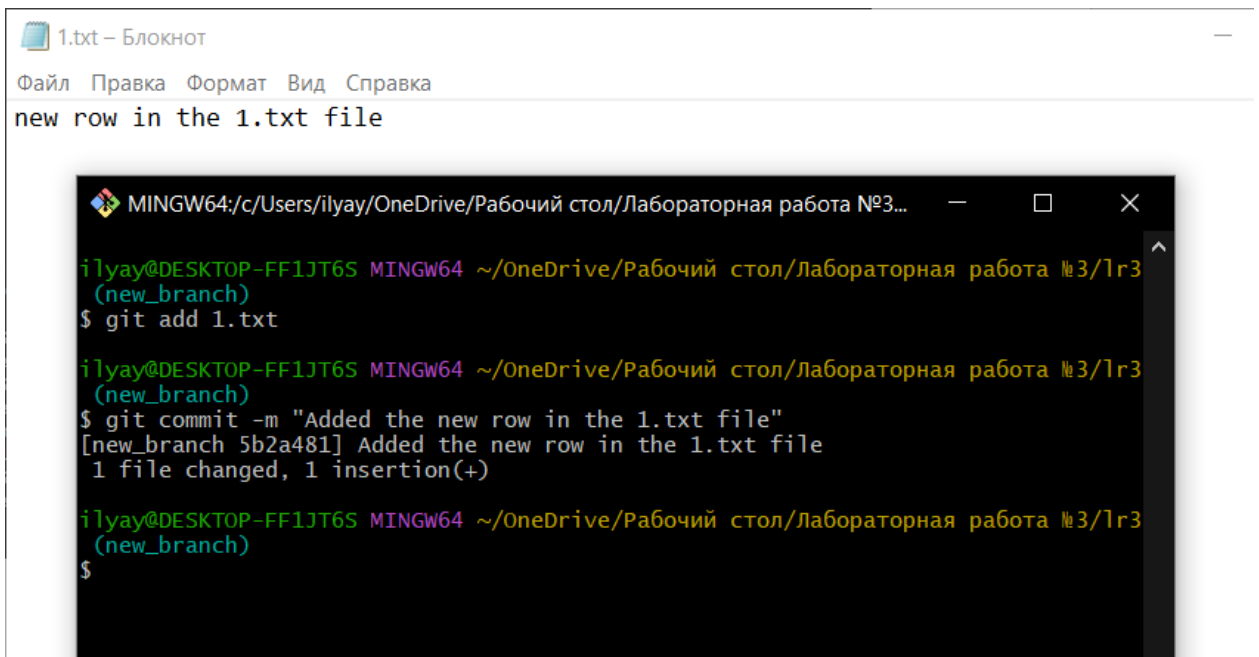 1.txt – Блокнот
Файл Правка Формат Вид Справка
new row in the 1.txt file
MINGW64:/c/Users/ilyay/OneDrive/Рабочий стол/Лабораторная работа №3...
ilyay@DESKTOP-FF1JT6S MINGW64 ~/OneDrive/Рабочий стол/Лабораторная работа №3/lr3
(new_branch)
$ git add 1.txt
ilyay@DESKTOP-FF1JT6S MINGW64 ~/OneDrive/Рабочий стол/Лабораторная работа №3/lr3
(new_branch)
$ git commit -m "Added the new row in the 1.txt file"
[new_branch 5b2a481] Added the new row in the 1.txt file
1 file changed, 1 insertion(+)
ilyay@DESKTOP-FF1JT6S MINGW64 ~/OneDrive/Рабочий стол/Лабораторная работа №3/lr3
(new_branch)
$